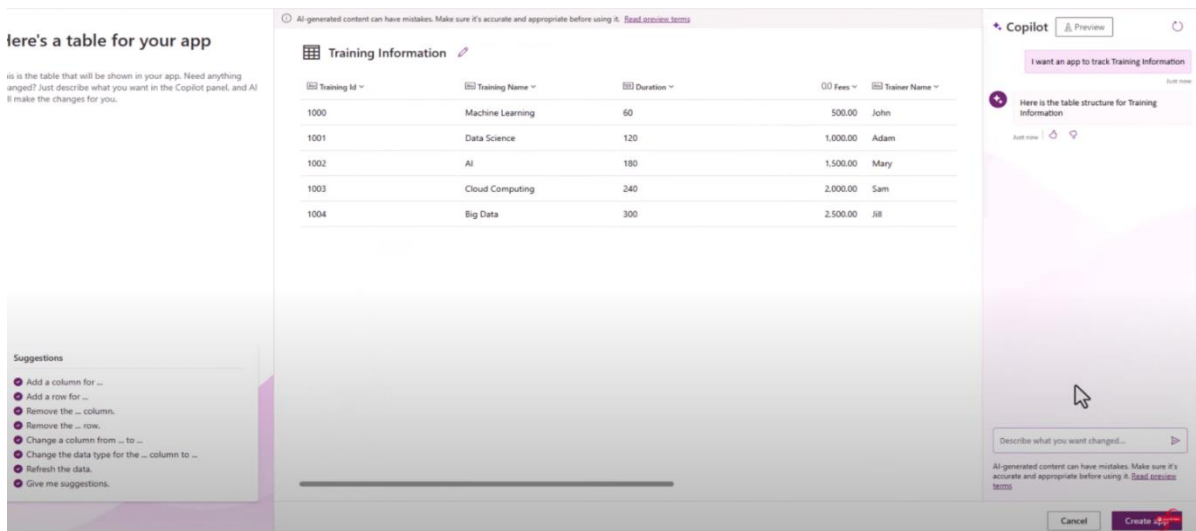 Here's a table for your app
is is the table that will be shown in your app. Need anything
anged? Just describe what you want in the Copilot panel, and AI
ll make the changes for you.
Suggestions
Add a column for ...
Add a row for ...
Remove the ... column.
Remove the ... row.
Change a column from ... to ...
Change the data type for the ... column to ...
Refresh the data.
Give me suggestions.
AI-generated content can have mistakes. Make sure it's accurate and appropriate before using it. Read preview terms
Training Information
Training Id Training Name Duration Fees Trainer Name
1000 Machine Learning 60 500.00 John
1001 Data Science 120 1,000.00 Adam
1002 AI 180 1,500.00 Mary
1003 Cloud Computing 240 2,000.00 Sam
1004 Big Data 300 2,500.00 Jill
Copilot Preview
I want an app to track Training Information
Just now
Here is the table structure for Training
Information
Just now
Describe what you want changed...
AI-generated content can have mistakes. Make sure it's
accurate and appropriate before using it. Read preview
terms
Cancel Create